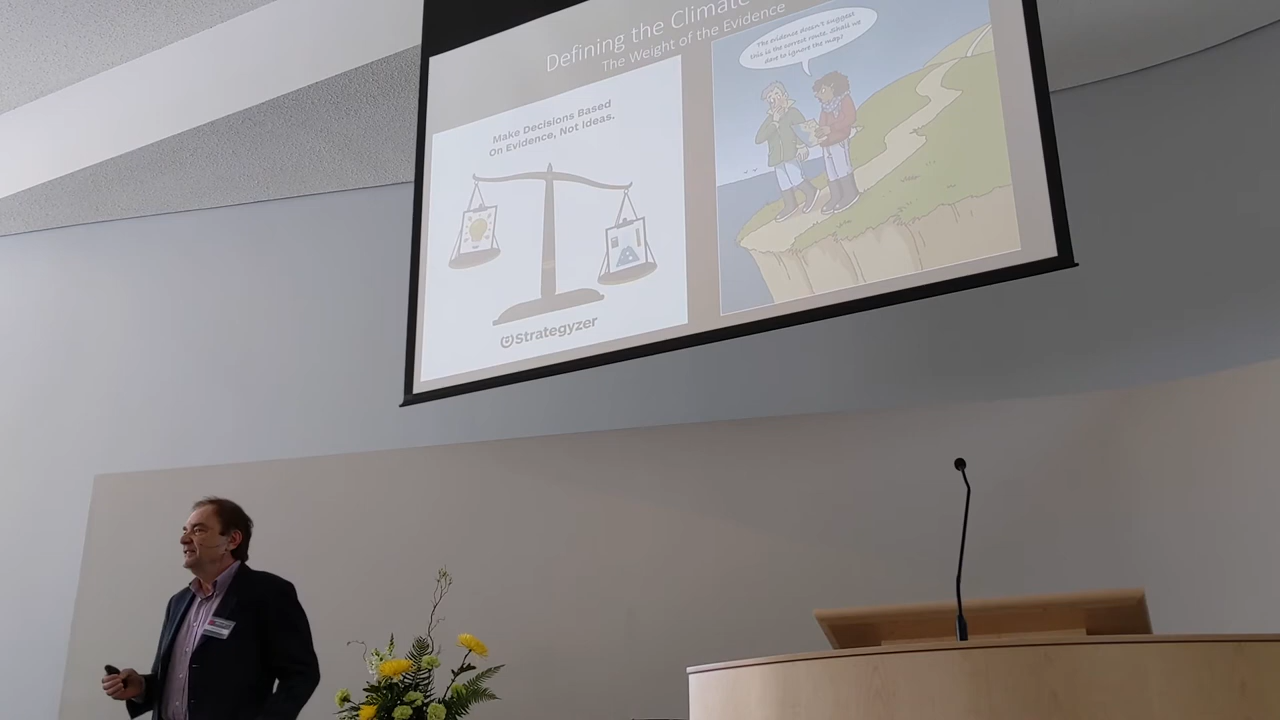 Defining the Climate
The Weight of the Evidence
Make Decisions Based
On Evidence, Not Ideas.
Strategyzer
The evidence doesn't suggest
this is the correct route. Shall we
dare to ignore the map?